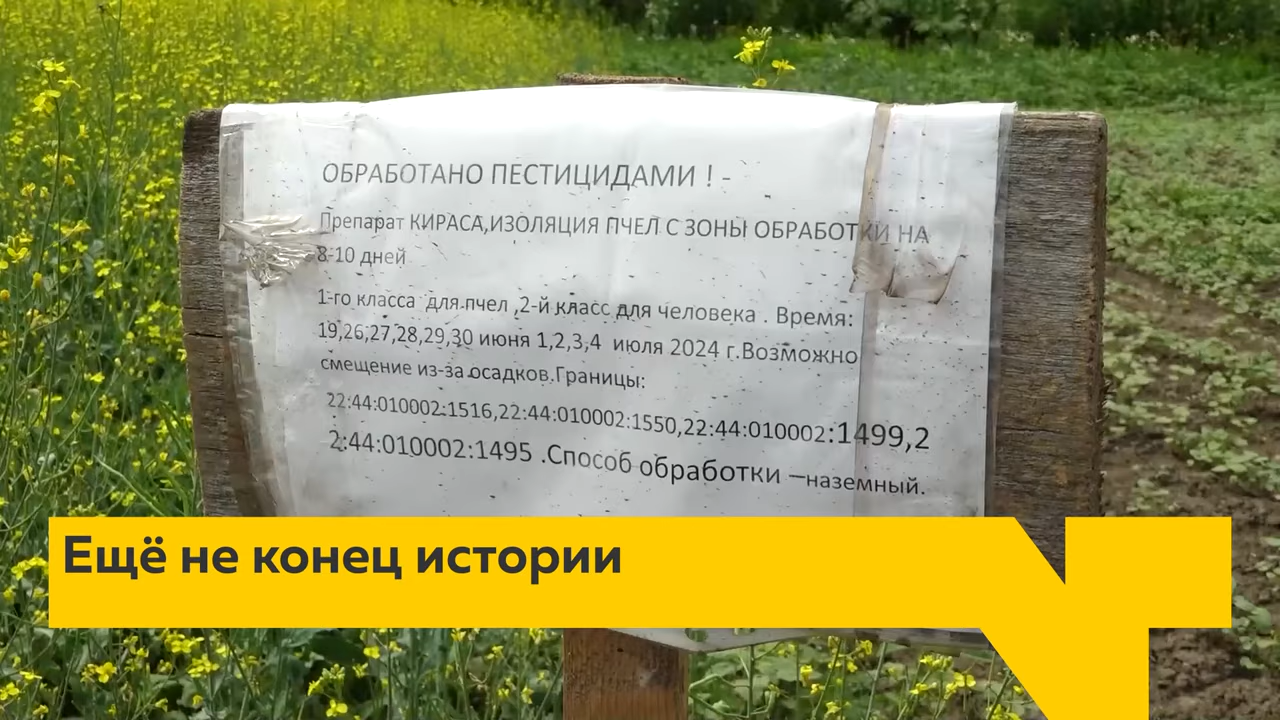 ОБРАБОТАНО ПЕСТИЦИДАМИ ! -
Препарат КИРАСА,ИЗОЛЯЦИЯ ПЧЕЛ С ЗОНЫ ОБРАБОТКИ НА
8-10 дней
1-го класса для пчел ,2-й класс для человека . Время:
19,26,27,28,29,30 июня 1,2,3,4 июля 2024 г.Возможно
смещение из-за осадков.Границы:
22:44:010002:1516,22:44:010002:1550,22:44:010002:1499,2
2:44:010002:1495 .Способ обработки –наземный.
Ещё не конец истории